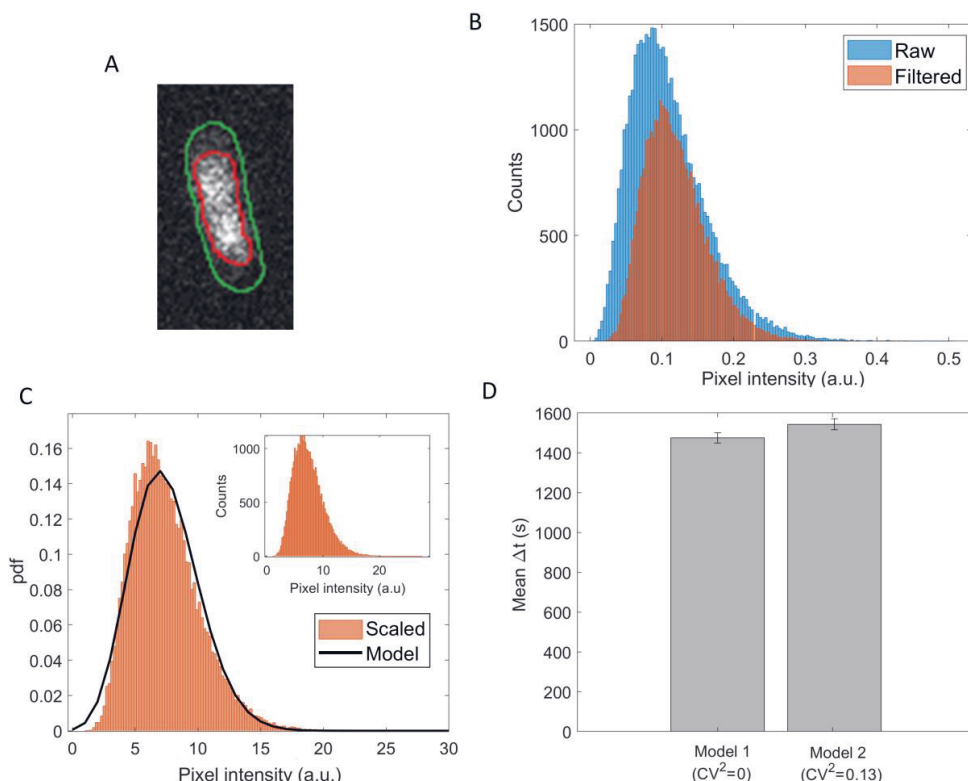 A
B
1500
1000
500
0
Counts
Raw
Filtered
0 0.1 0.2 0.3 0.4 0.5
Pixel intensity (a.u.)
C
0.16
0.14
0.12
0.1
0.08
0.06
0.04
0.02
0
pdf
1000
500
0
Counts
0 10 20
Pixel intensity (a.u)
Scaled
Model
0 5 10 15 20 25 30
Pixel intensity (a.u.)
D
1600
1400
1200
1000
800
600
400
200
0
Mean Δt (s)
Model 1
(CV²=0)
Model 2
(CV²=0.13)